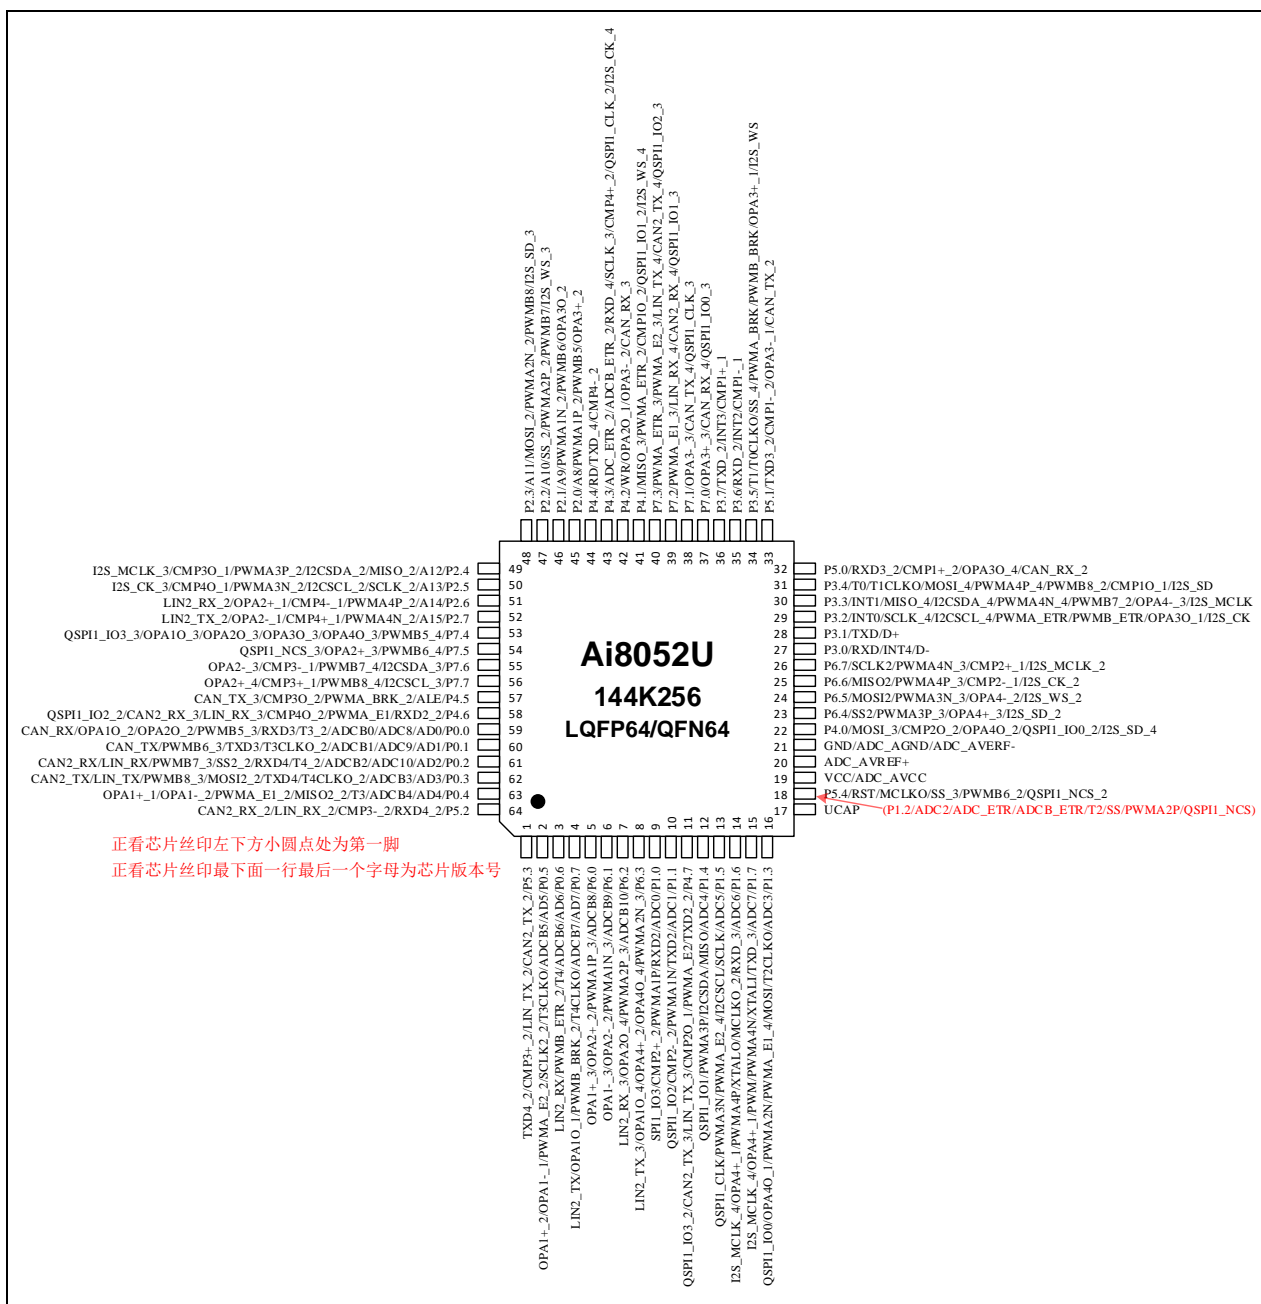 P2.3/A11/MOSI_2/PWMA2N_2/PWMB8/I2S_SD_3
P2.2/A10/SS_2/PWMA2P_2/PWMB7/I2S_WS_3
P2.1/A9/PWMA1N_2/PWMB6/OPA3O_2
P2.0/A8/PWMA1P_2/PWMB5/OPA3+_2
P4.4/RD/TXD_4/CMP4-_2
P4.3/ADC_ETR_2/ADCB_ETR_2/RXD_4/SCLK_3/CMP4+_2/QSPI1_CLK_2/I2S_CK_4
P4.2/WR/OPA2O_1/OPA3-_2/CAN_RX_3
P4.1/MISO_3/PWMA_ETR_2/CMP1O_2/QSPI1_IO1_2/I2S_WS_4
P7.3/PWMA_ETR_3/PWMA_E2_3/LIN_TX_4/CAN2_TX_4/QSPI1_IO2_3
P7.2/PWMA_E1_3/LIN_RX_4/CAN2_RX_4/QSPI1_IO1_3
P7.1/OPA3-_3/CAN_TX_4/QSPI1_CLK_3
P7.0/OPA3+_3/CAN_RX_4/QSPI1_IO0_3
P3.7/TXD_2/INT3/CMP1+_1
P3.6/RXD_2/INT2/CMP1-_1
P3.5/T1/T0CLKO/SS_4/PWMA_BRK/PWMB_BRK/OPA3+_1/I2S_WS
P5.1/TXD3_2/CMP1-_2/OPA3-_1/CAN_TX_2
48 47 46 45 44 43 42 41 40 39 38 37 36 35 34 33
I2S_MCLK_3/CMP3O_1/PWMA3P_2/I2CSDA_2/MISO_2/A12/P2.4 49
I2S_CK_3/CMP4O_1/PWMA3N_2/I2CSCL_2/SCLK_2/A13/P2.5 50
LIN2_RX_2/OPA2+_1/CMP4-_1/PWMA4P_2/A14/P2.6 51
LIN2_TX_2/OPA2-_1/CMP4+_1/PWMA4N_2/A15/P2.7 52
QSPI1_IO3_3/OPA1O_3/OPA2O_3/OPA3O_3/OPA4O_3/PWMB5_4/P7.4 53
QSPI1_NCS_3/OPA2+_3/PWMB6_4/P7.5 54
OPA2-_3/CMP3-_1/PWMB7_4/I2CSDA_3/P7.6 55
OPA2+_4/CMP3+_1/PWMB8_4/I2CSCL_3/P7.7 56
CAN_TX_3/CMP3O_2/PWMA_BRK_2/ALE/P4.5 57
QSPI1_IO2_2/CAN2_RX_3/LIN_RX_3/CMP4O_2/PWMA_E1/RXD2_2/P4.6 58
CAN_RX/OPA1O_2/OPA2O_2/PWMB5_3/RXD3/T3_2/ADCB0/ADC8/AD0/P0.0 59
CAN_TX/PWMB6_3/TXD3/T3CLKO_2/ADCB1/ADC9/AD1/P0.1 60
CAN2_RX/LIN_RX/PWMB7_3/SS2_2/RXD4/T4_2/ADCB2/ADC10/AD2/P0.2 61
CAN2_TX/LIN_TX/PWMB8_3/MOSI2_2/TXD4/T4CLKO_2/ADCB3/AD3/P0.3 62
OPA1+_1/OPA1-_2/PWMA_E1_2/MISO2_2/T3/ADCB4/AD4/P0.4 63
CAN2_RX_2/LIN_RX_2/CMP3-_2/RXD4_2/P5.2 64
Ai8052U
144K256
LQFP64/QFN64
32 P5.0/RXD3_2/CMP1+_2/OPA3O_4/CAN_RX_2
31 P3.4/T0/T1CLKO/MOSI_4/PWMA4P_4/PWMB8_2/CMP1O_1/I2S_SD
30 P3.3/INT1/MISO_4/I2CSDA_4/PWMA4N_4/PWMB7_2/OPA4-_3/I2S_MCLK
29 P3.2/INT0/SCLK_4/I2CSCL_4/PWMA_ETR/PWMB_ETR/OPA3O_1/I2S_CK
28 P3.1/TXD/D+
27 P3.0/RXD/INT4/D-
26 P6.7/SCLK2/PWMA4N_3/CMP2+_1/I2S_MCLK_2
25 P6.6/MISO2/PWMA4P_3/CMP2-_1/I2S_CK_2
24 P6.5/MOSI2/PWMA3N_3/OPA4-_2/I2S_WS_2
23 P6.4/SS2/PWMA3P_3/OPA4+_3/I2S_SD_2
22 P4.0/MOSI_3/CMP2O_2/OPA4O_2/QSPI1_IO0_2/I2S_SD_4
21 GND/ADC_AGND/ADC_AVERF-
20 ADC_AVREF+
19 VCC/ADC_AVCC
18 P5.4/RST/MCLKO/SS_3/PWMB6_2/QSPI1_NCS_2
17 UCAP (P1.2/ADC2/ADC_ETR/ADCB_ETR/T2/SS/PWMA2P/QSPI1_NCS)
1 2 3 4 5 6 7 8 9 10 11 12 13 14 15 16
正看芯片丝印左下方小圆点处为第一脚
正看芯片丝印最下面一行最后一个字母为芯片版本号
TXD4_2/CMP3+_2/LIN_TX_2/CAN2_TX_2/P5.3
OPA1+_2/OPA1-_1/PWMA_E2_2/SCLK2_2/T3CLKO/ADCB5/AD5/P0.5
LIN2_RX/PWMB_ETR_2/T4/ADCB6/AD6/P0.6
LIN2_TX/OPA1O_1/PWMB_BRK_2/T4CLKO/ADCB7/AD7/P0.7
OPA1+_3/OPA2+_2/PWMA1P_3/ADCB8/P6.0
OPA1-_3/OPA2-_2/PWMA1N_3/ADCB9/P6.1
LIN2_RX_3/OPA2O_4/PWMA2P_3/ADCB10/P6.2
LIN2_TX_3/OPA1O_4/OPA4+_2/OPA4O_4/PWMA2N_3/P6.3
SPI1_IO3/CMP2+_2/PWMA1P/RXD2/ADC0/P1.0
QSPI1_IO2/CMP2-_2/PWMA1N/TXD2/ADC1/P1.1
QSPI1_IO3_2/CAN2_TX_3/LIN_TX_3/CMP2O_1/PWMA_E2/TXD2_2/P4.7
QSPI1_IO1/PWMA3P/I2CSDA/MISO/ADC4/P1.4
QSPI1_CLK/PWMA3N/PWMA_E2_4/I2CSCL/SCLK/ADC5/P1.5
I2S_MCLK_4/OPA4+_1/PWMA4P/XTALO/MCLKO_2/RXD_3/ADC6/P1.6
I2S_MCLK_4/OPA4+_1/PWM/PWMA4N/XTALI/TXD_3/ADC7/P1.7
QSPI1_IO0/OPA4O_1/PWMA2N/PWMA_E1_4/MOSI/T2CLKO/ADC3/P1.3